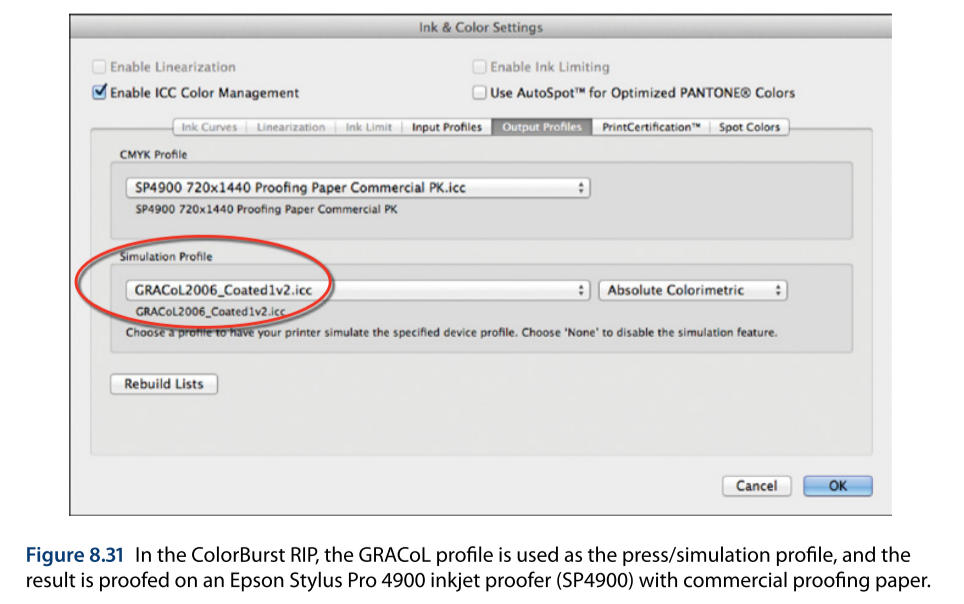 Ink & Color Settings
Enable Linearization
Enable Ink Limiting
Enable ICC Color Management
Use AutoSpot™ for Optimized PANTONE® Colors
Ink Curves Linearization Ink Limit Input Profiles Output Profiles PrintCertification™ Spot Colors
CMYK Profile
SP4900 720x1440 Proofing Paper Commercial PK.icc
SP4900 720x1440 Proofing Paper Commercial PK
Simulation Profile
GRACoL2006_Coated1v2.icc
Absolute Colorimetric
GRACoL2006_Coated1v2.icc
Choose a profile to have your printer simulate the specified device profile. Choose 'None' to disable the simulation feature.
Rebuild Lists
Cancel
OK
Figure 8.31 In the ColorBurst RIP, the GRACoL profile is used as the press/simulation profile, and the
result is proofed on an Epson Stylus Pro 4900 inkjet proofer (SP4900) with commercial proofing paper.